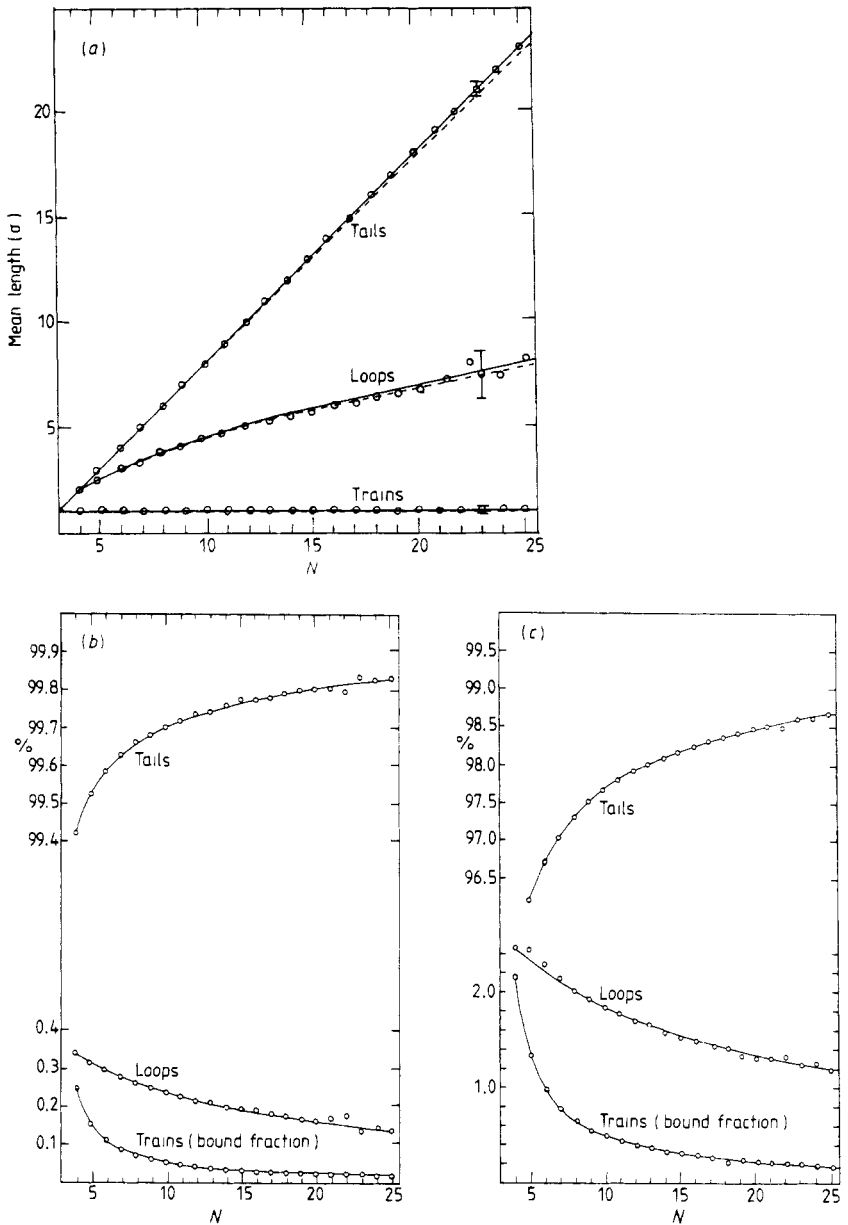 (a)
20
15
10
5
Mean length (σ)
Tails
Loops
Trains
5
10
15
20
25
N
(b)
99.9
99.8
99.7
%
99.6
99.5
99.4
Tails
0.4
0.3
0.2
0.1
Loops
Trains (bound fraction)
5
10
15
20
25
N
(c)
99.5
99.0
98.5
%
98.0
97.5
97.0
96.5
Tails
2.0
1.0
Loops
Trains (bound fraction)
5
10
15
20
25
N